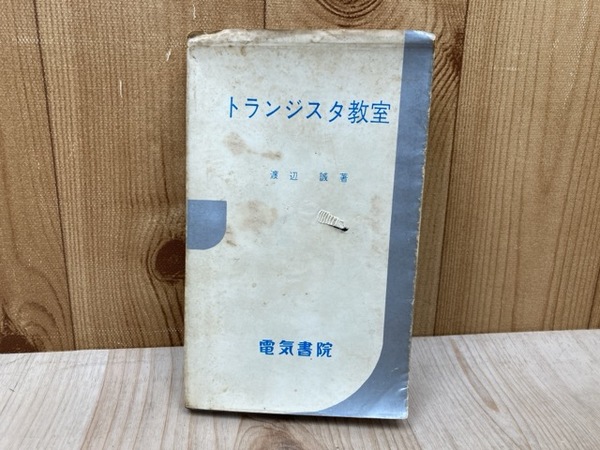 トランジスタ教室
渡辺 誠著
電気書院